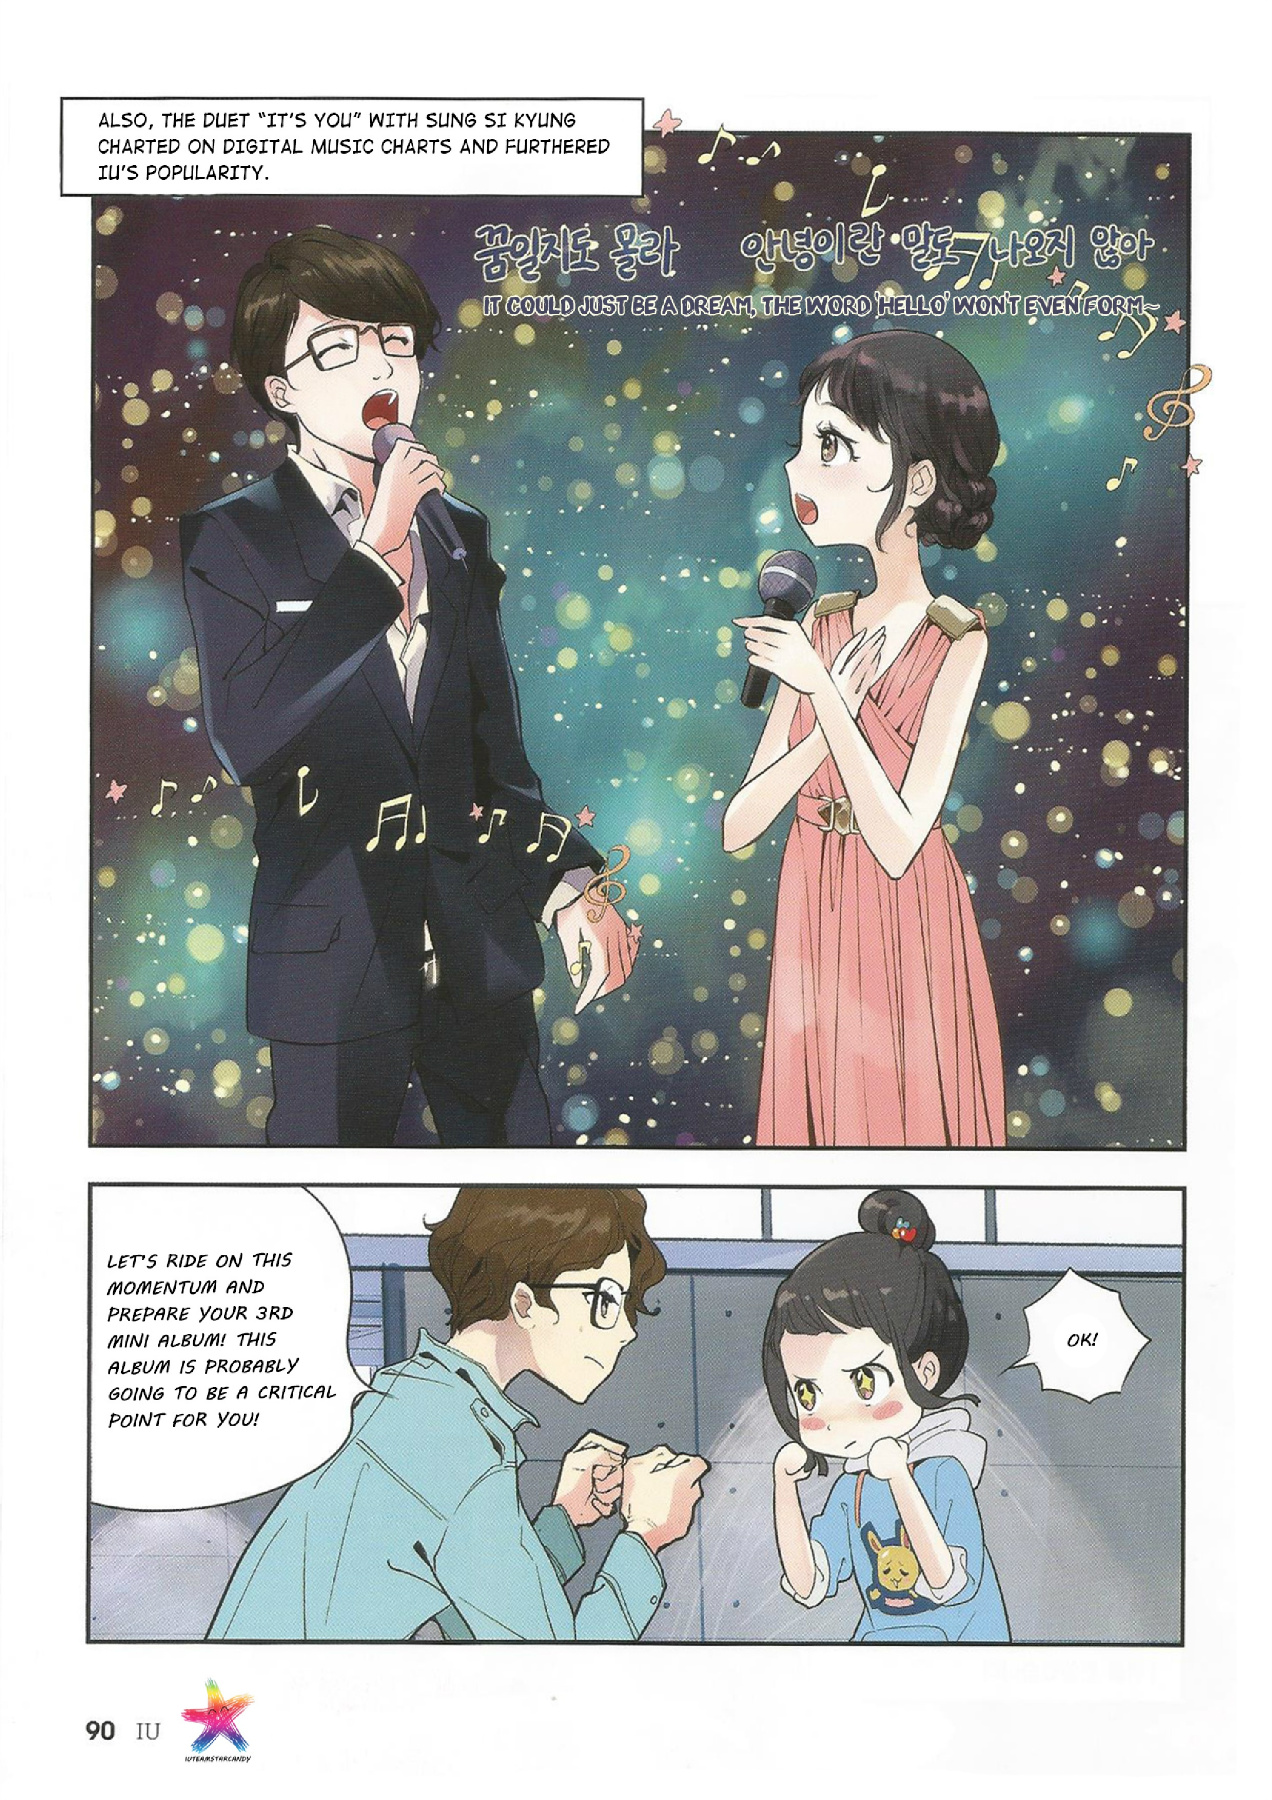 ALSO, THE DUET "IT'S YOU" WITH SUNG SI KYUNG
CHARTED ON DIGITAL MUSIC CHARTS AND FURTHERED
IU'S POPULARITY.
꿈일지도 몰라 안녕이란 말도 나오지 않아
IT COULD JUST BE A DREAM, THE WORD 'HELLO' WON'T EVEN FORM~
LET'S RIDE ON THIS
MOMENTUM AND
PREPARE YOUR 3RD
MINI ALBUM! THIS
ALBUM IS PROBABLY
GOING TO BE A CRITICAL
POINT FOR YOU!
OK!
90 IU
IUTEAMSTARCANDY